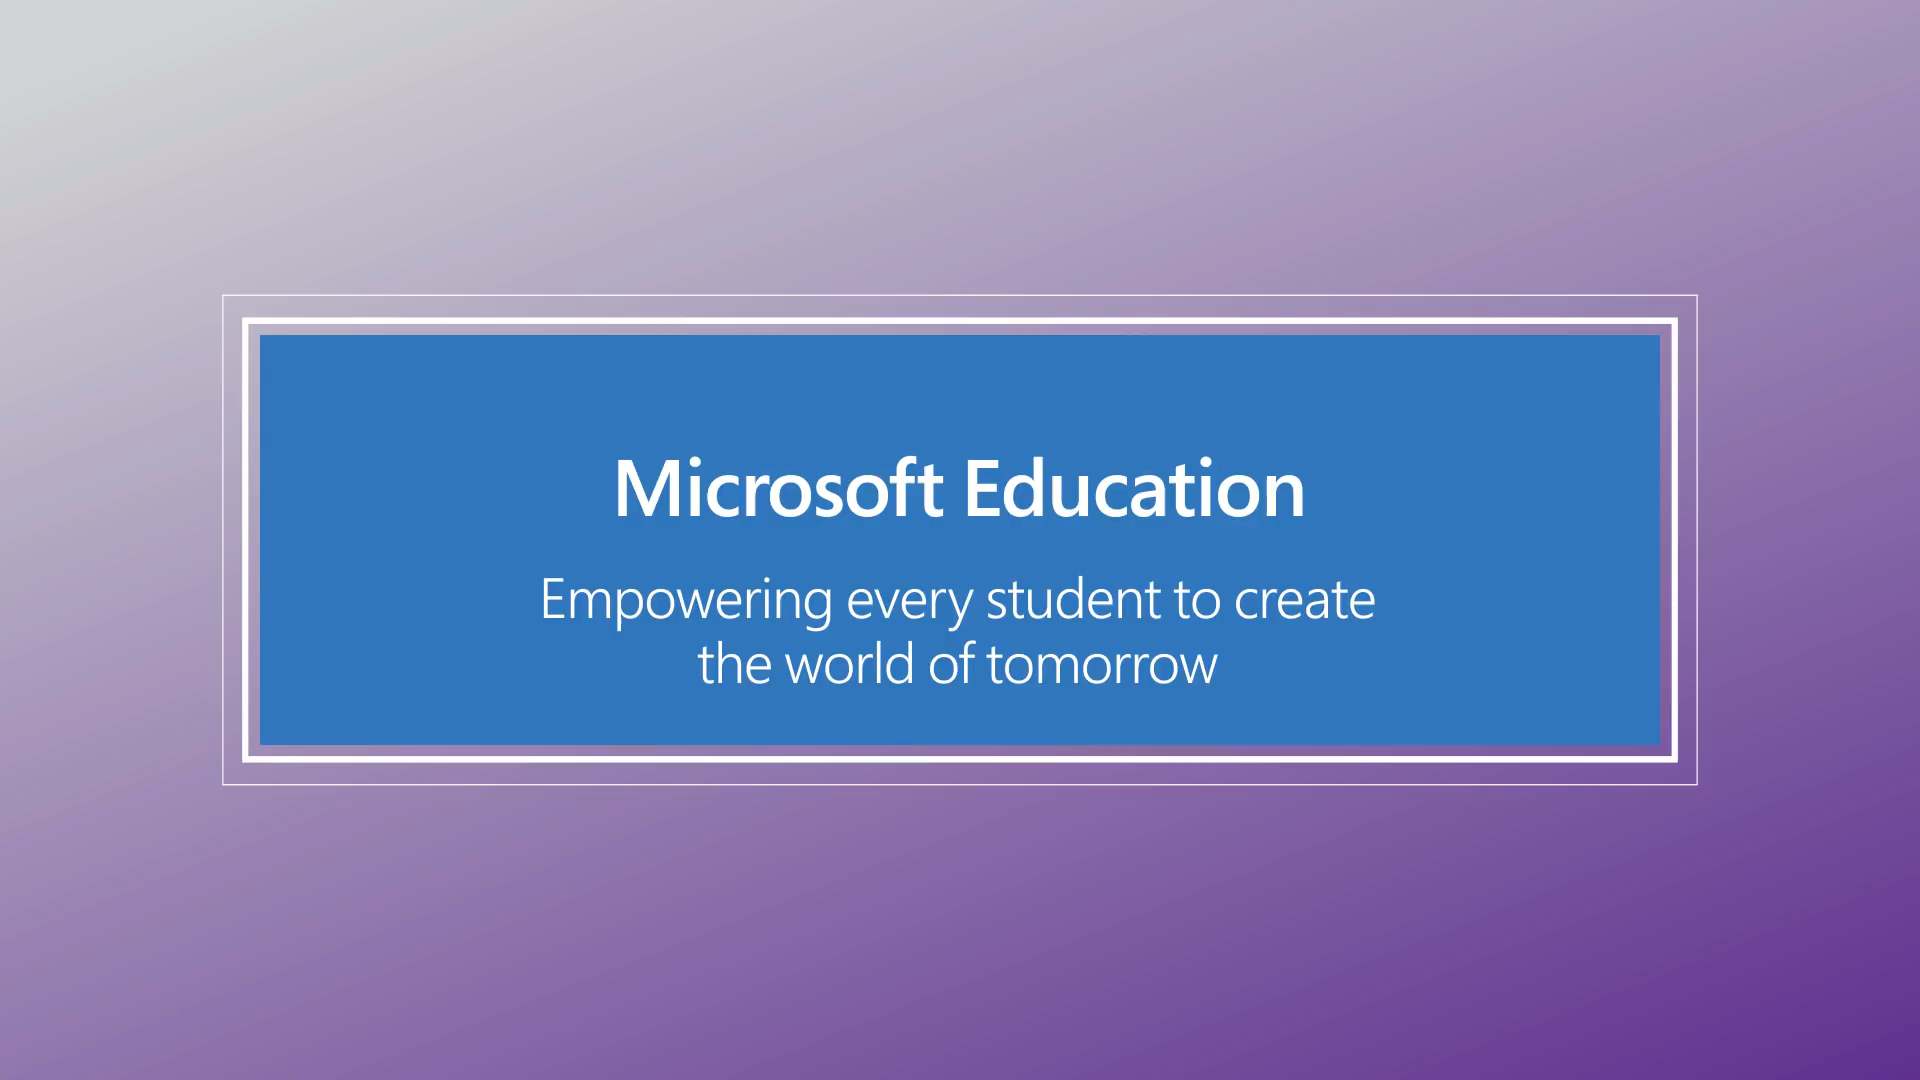 Microsoft Education
Empowering every student to create
the world of tomorrow